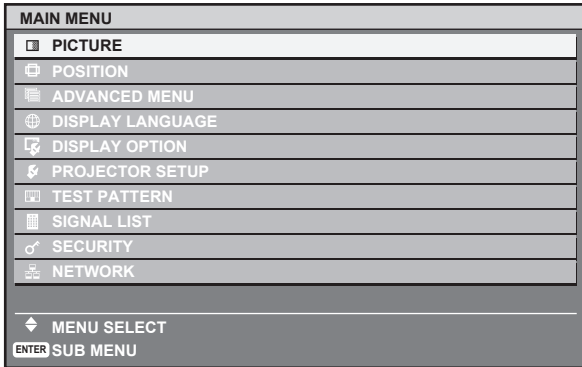 MAIN MENU
PICTURE
POSITION
ADVANCED MENU
DISPLAY LANGUAGE
DISPLAY OPTION
PROJECTOR SETUP
TEST PATTERN
SIGNAL LIST
SECURITY
NETWORK
MENU SELECT
ENTER SUB MENU